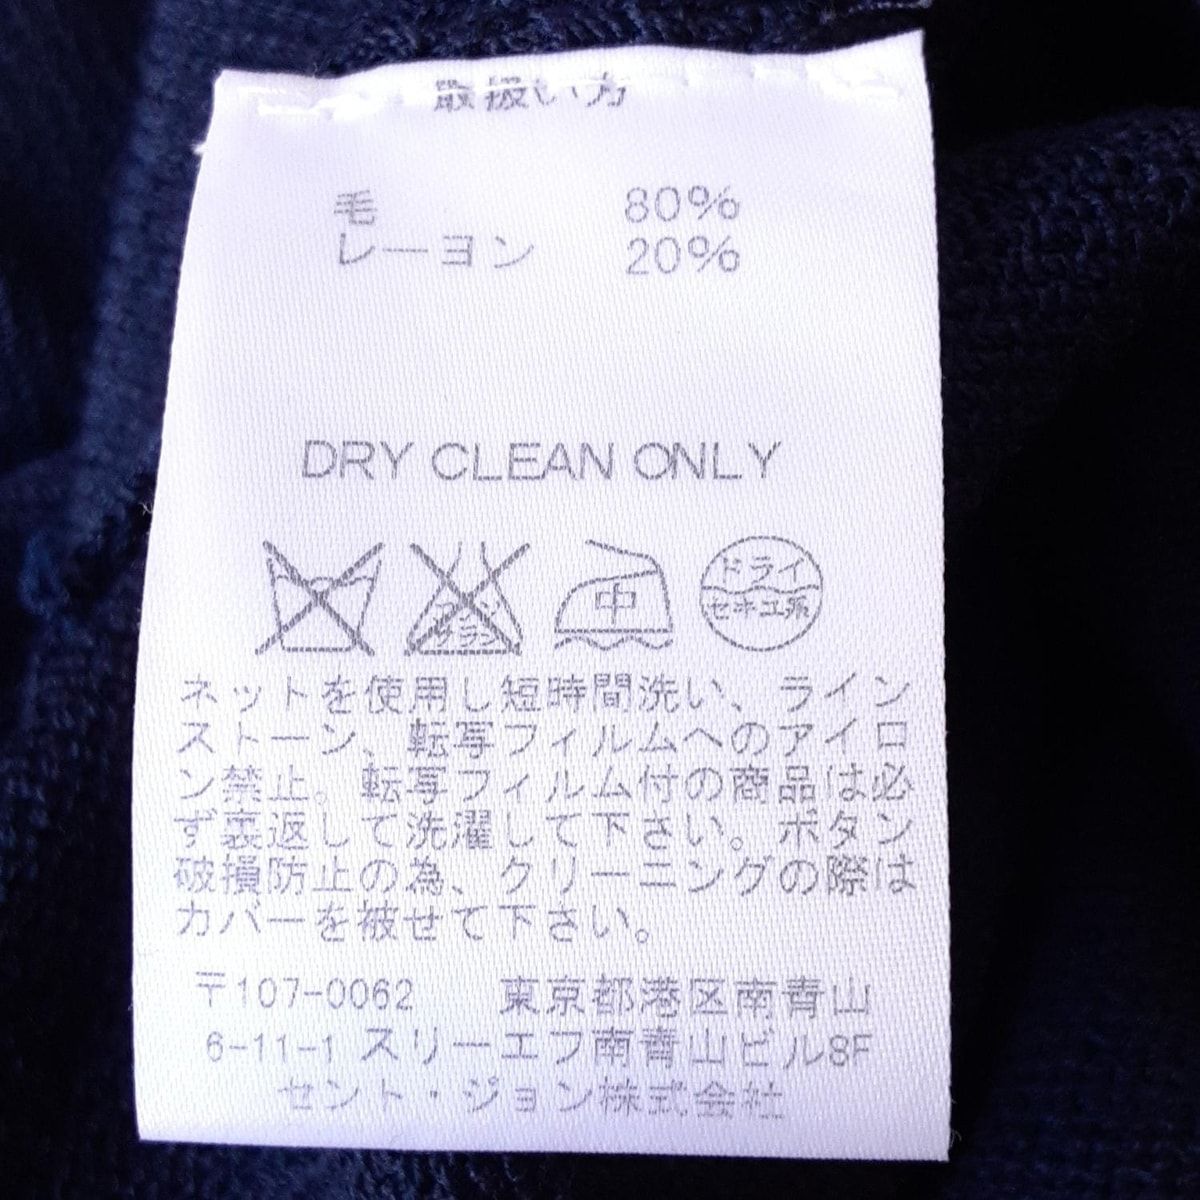 取扱い方
毛 80%
レーヨン 20%
DRY CLEAN ONLY
エンソ
サラシ
中
ドライ
セキユ系
ネットを使用し短時間洗い、ライン
ストーン、転写フィルムへのアイロ
ン禁止。転写フィルム付の商品は必
ず裏返して洗濯して下さい。ボタン
破損防止の為、クリーニングの際は
カバーを被せて下さい。
〒107-0062 東京都港区南青山
6-11-1 スリーエフ南青山ビル8F
セント・ジョン株式会社